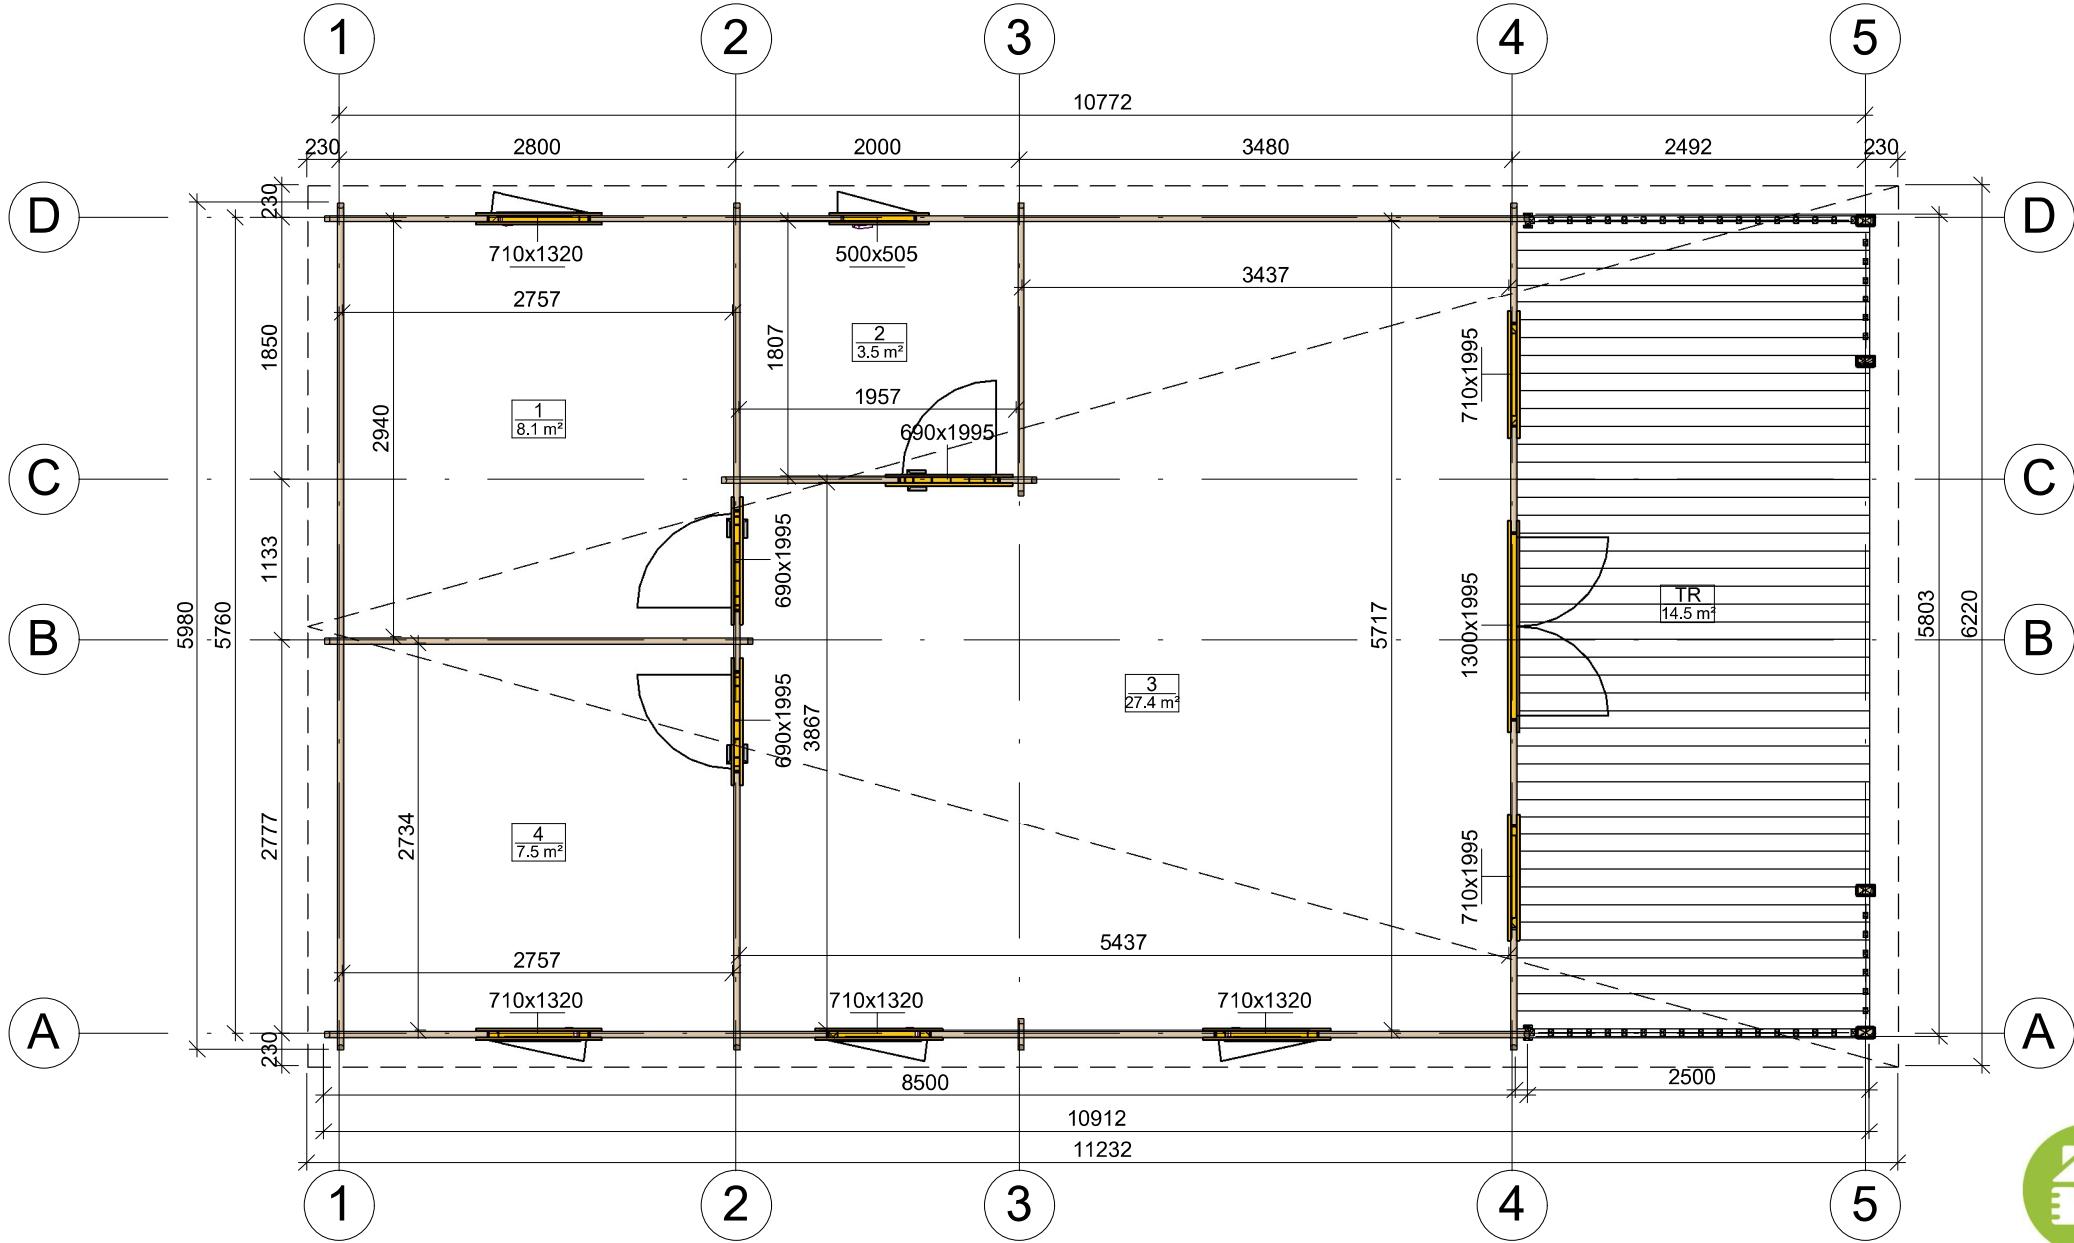 1 2 3 4 5
10772
230 2800 2000 3480 2492 230
230
D D
710x1320 500x505
3437
2757
2
3.5 m²
1850 1807 710x1995
1957
1
8.1 m²
2940
690x1995
C C
1133 690x1995
5980 5760 5717 1300x1995
TR
14.5 m²
5803 6220
B B
3
27.4 m²
690x1995 3867
2777 2734
4
7.5 m²
710x1995
5437
2757
710x1320 710x1320 710x1320
A A
230
8500 2500
10912
11232
1 2 3 4 5